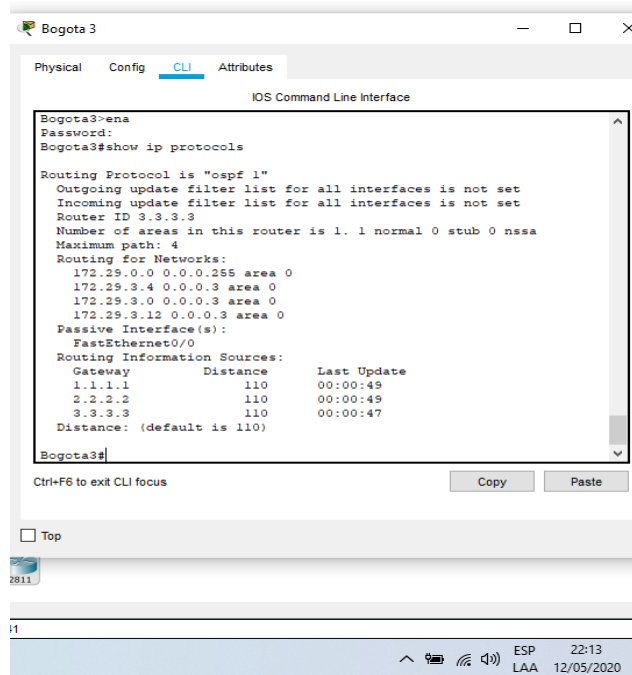 Bogota 3
Physical Config CLI Attributes
IOS Command Line Interface
Bogota3>ena
Password:
Bogota3#show ip protocols
Routing Protocol is "ospf 1"
Outgoing update filter list for all interfaces is not set
Incoming update filter list for all interfaces is not set
Router ID 3.3.3.3
Number of areas in this router is 1. 1 normal 0 stub 0 nssa
Maximum path: 4
Routing for Networks:
172.29.0.0 0.0.0.255 area 0
172.29.3.4 0.0.0.3 area 0
172.29.3.0 0.0.0.3 area 0
172.29.3.12 0.0.0.3 area 0
Passive Interface(s):
FastEthernet0/0
Routing Information Sources:
Gateway Distance Last Update
1.1.1.1 110 00:00:49
2.2.2.2 110 00:00:49
3.3.3.3 110 00:00:47
Distance: (default is 110)
Bogota3#
Ctrl+F6 to exit CLI focus
Copy Paste
Top
2811
ESP 22:13
LAA 12/05/2020